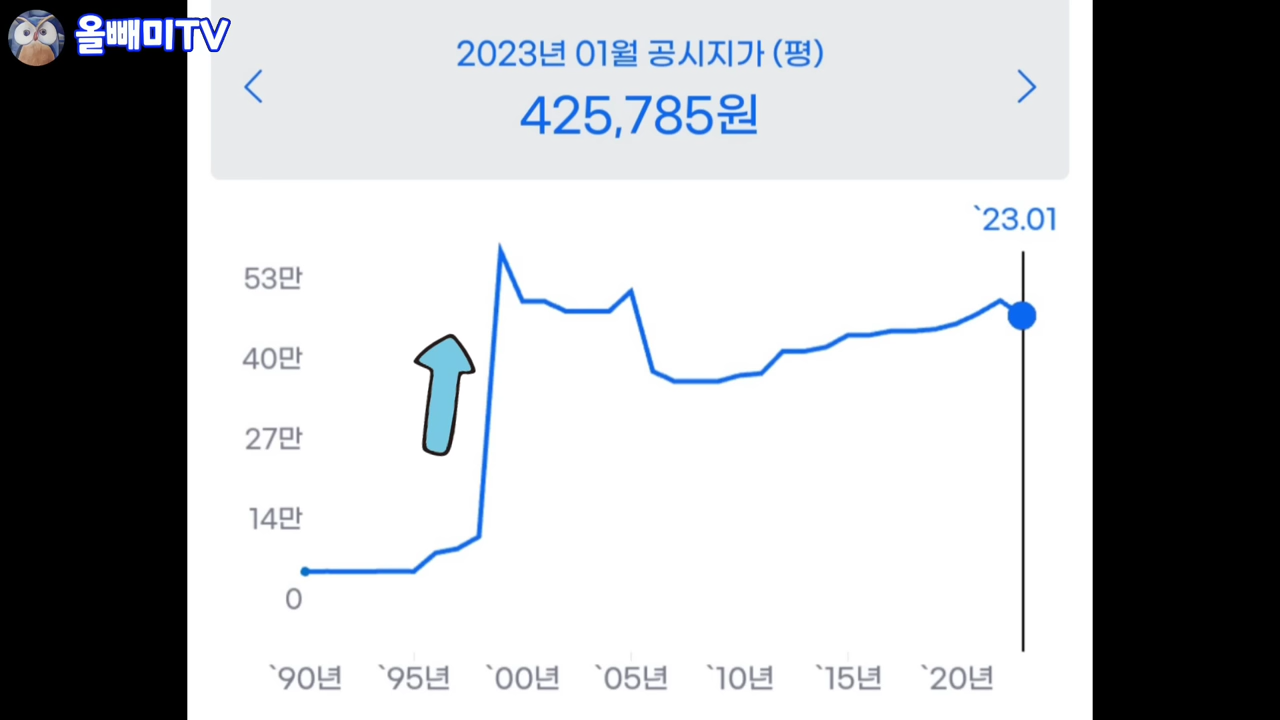 올빼미TV
2023년 01월 공시지가 (평)
425,785원
`23.01
53만
40만
27만
14만
0
`90년 `95년 `00년 `05년 `10년 `15년 `20년